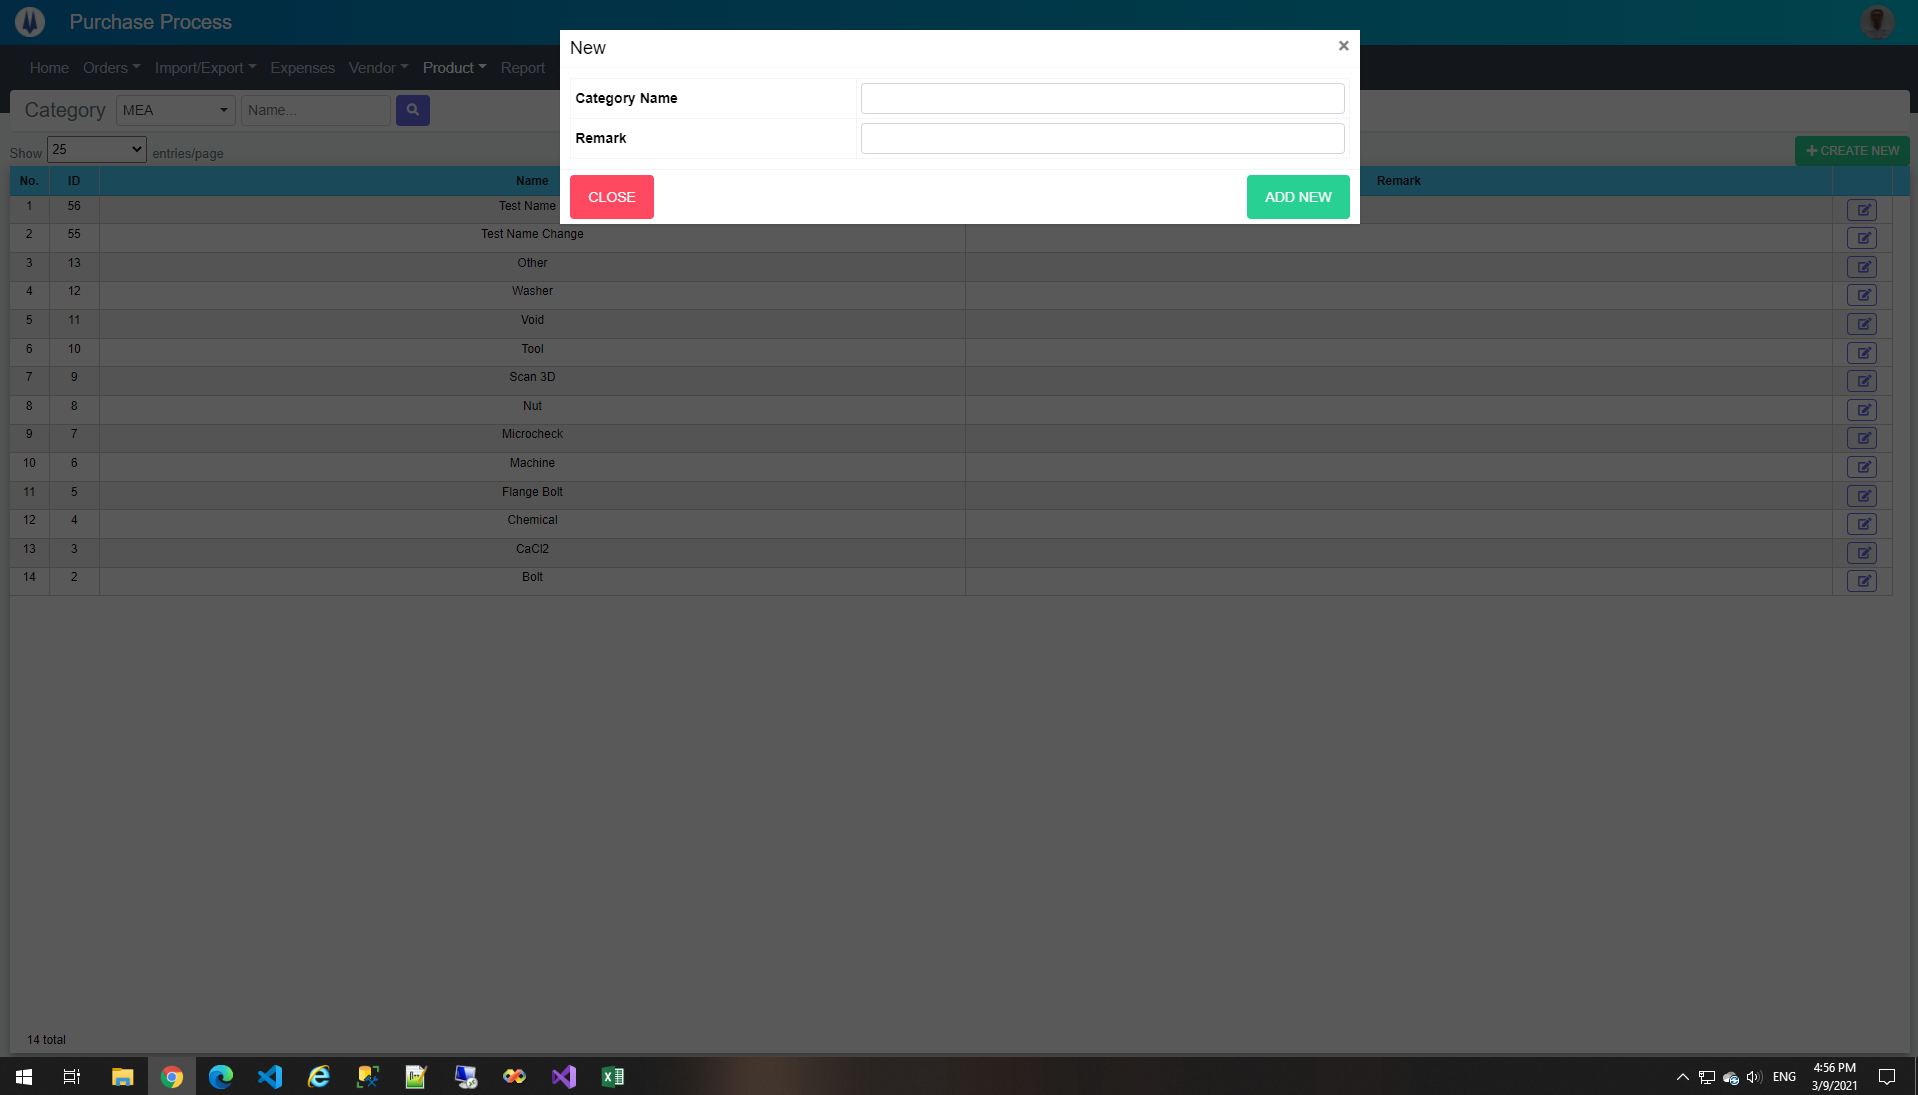 Purchase Process
Home Orders Import/Export Expenses Vendor Product Report
New ×
Category MEA Name...
Category Name
Remark
Show 25 entries/page
+ CREATE NEW
CLOSE ADD NEW
No. ID Name Remark
1 56 Test Name
2 55 Test Name Change
3 13 Other
4 12 Washer
5 11 Void
6 10 Tool
7 9 Scan 3D
8 8 Nut
9 7 Microcheck
10 6 Machine
11 5 Flange Bolt
12 4 Chemical
13 3 CaCl2
14 2 Bolt
14 total
ENG
4:56 PM
3/9/2021